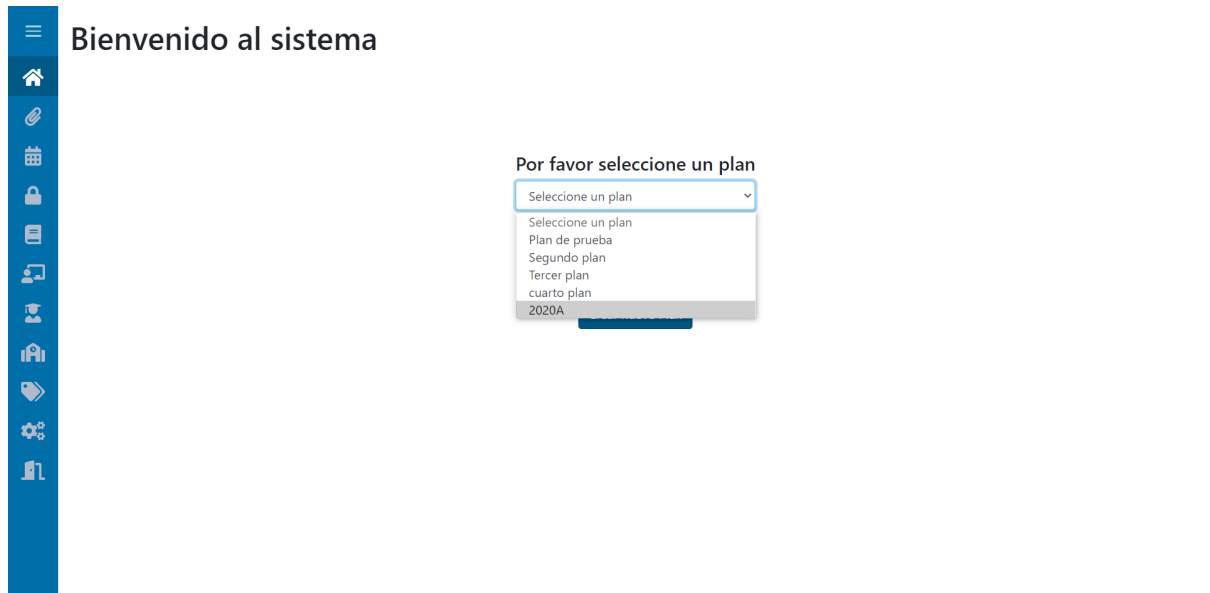 Bienvenido al sistema
Por favor seleccione un plan
Seleccione un plan
Seleccione un plan
Plan de prueba
Segundo plan
Tercer plan
cuarto plan
2020A